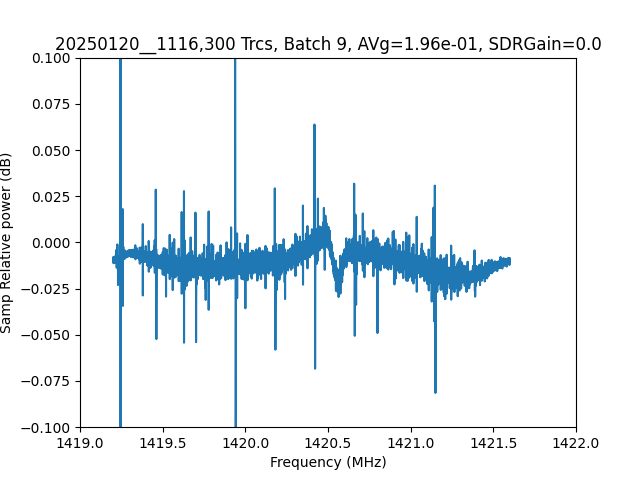 20250120__1116,300 Trcs, Batch 9, AVg=1.96e-01, SDRGain=0.0
Samp Relative power (dB)
0.100
0.075
0.050
0.025
0.000
−0.025
−0.050
−0.075
−0.100
1419.0 1419.5 1420.0 1420.5 1421.0 1421.5 1422.0
Frequency (MHz)